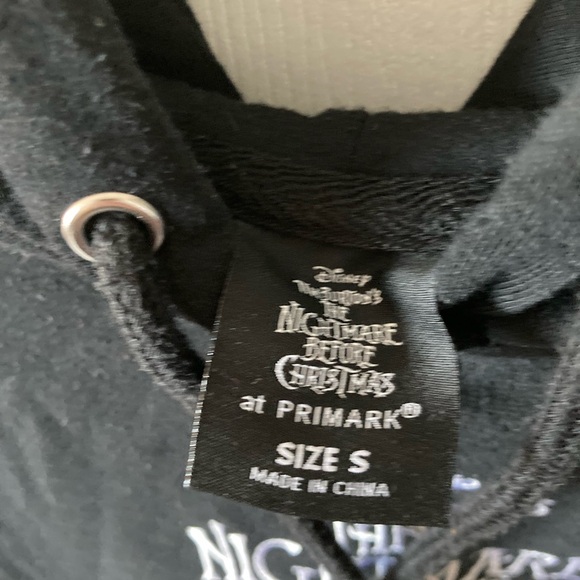 Disney
Tim Burton's
THE
NIGHTMARE
BEFORE
CHRISTMAS
at PRIMARK®
SIZE S
MADE IN CHINA